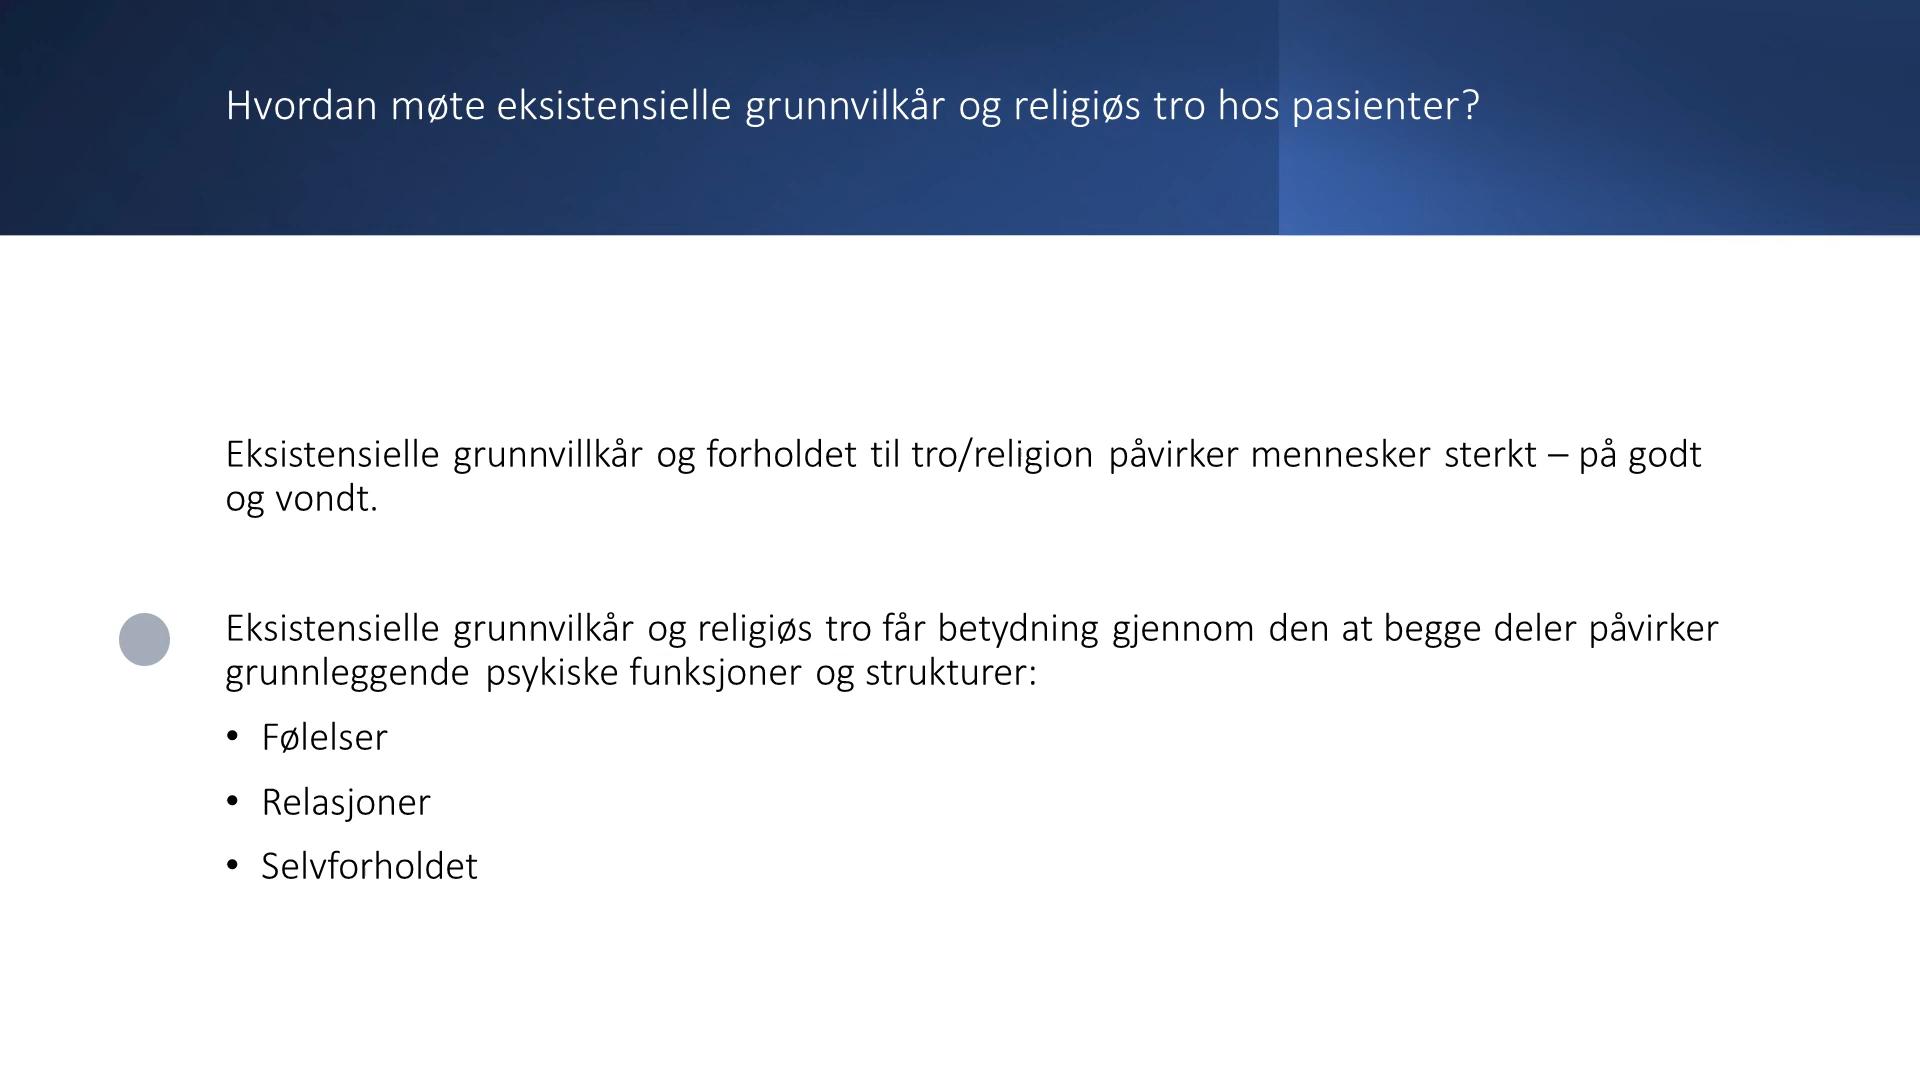 Hvordan møte eksistensielle grunnvilkår og religiøs tro hos pasienter?
Eksistensielle grunnvillkår og forholdet til tro/religion påvirker mennesker sterkt – på godt
og vondt.
Eksistensielle grunnvilkår og religiøs tro får betydning gjennom den at begge deler påvirker
grunnleggende psykiske funksjoner og strukturer:
• Følelser
• Relasjoner
• Selvforholdet